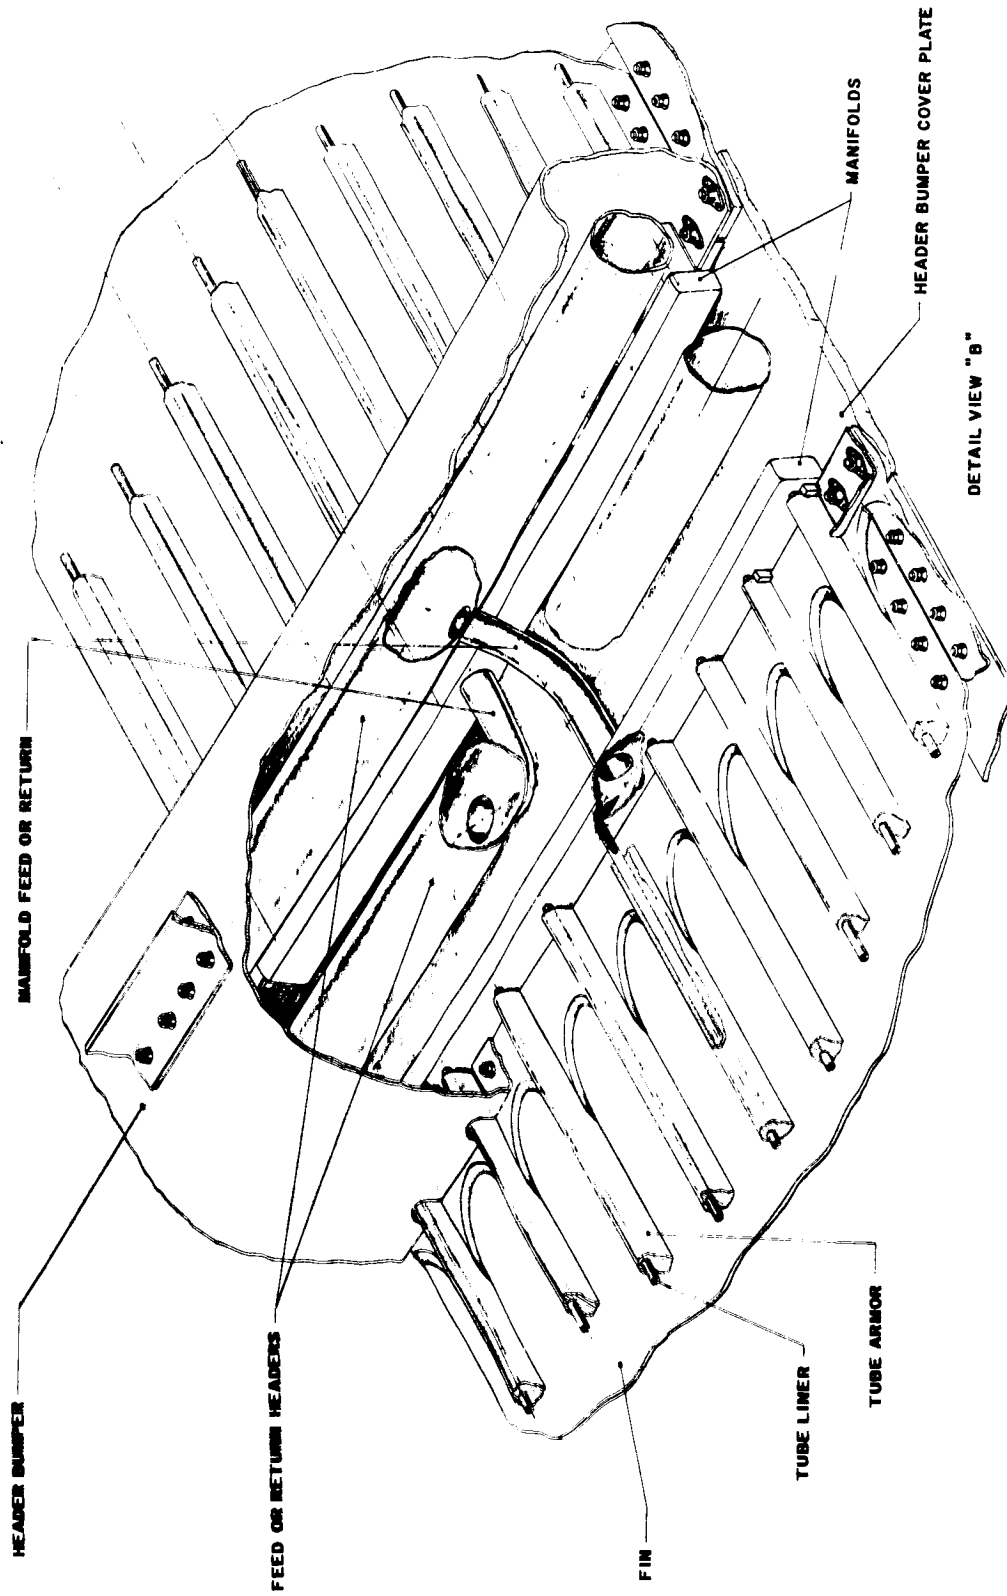 HEADER BUMPER
MANIFOLD FEED OR RETURN
FEED OR RETURN HEADERS
MANIFOLDS
HEADER BUMPER COVER PLATE
DETAIL VIEW "B"
FIN
TUBE LINER
TUBE ARMOR